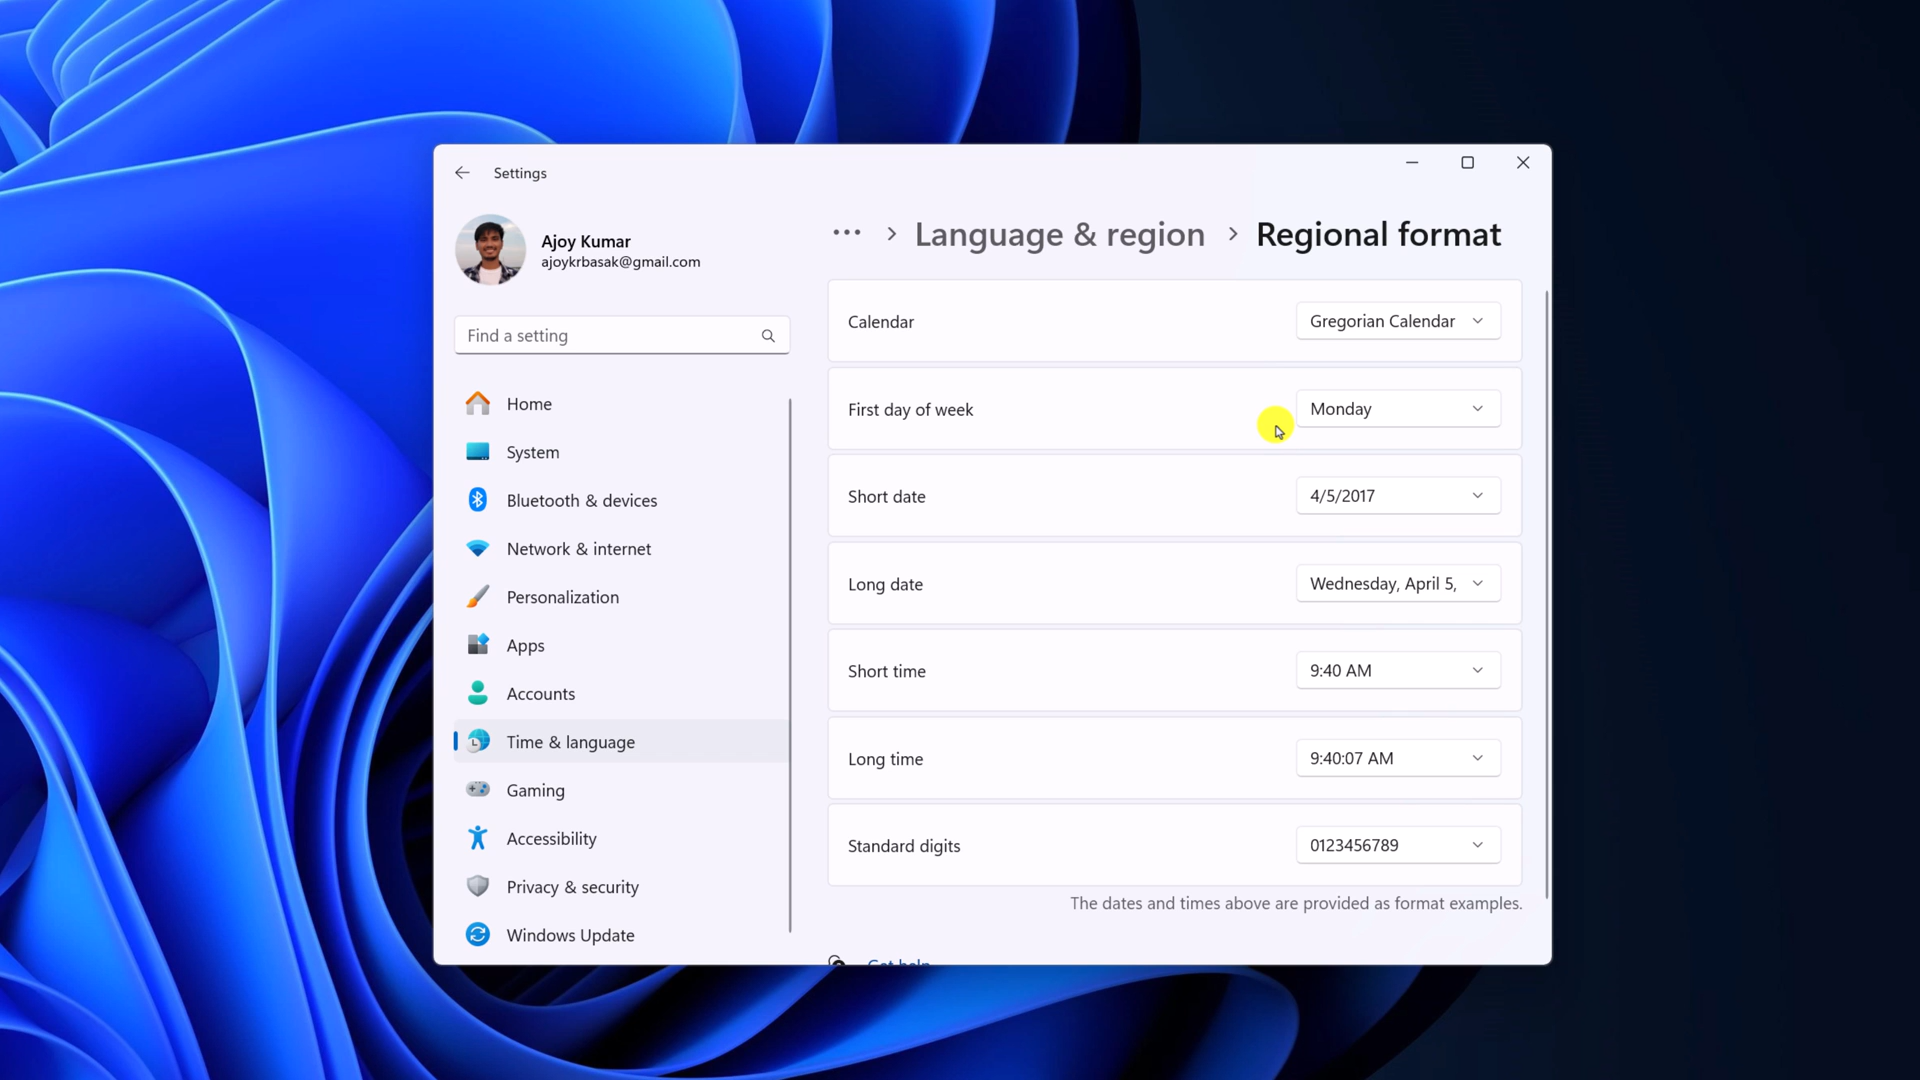 Settings
Ajoy Kumar
ajoykrbasak@gmail.com
Find a setting
Home
System
Bluetooth & devices
Network & internet
Personalization
Apps
Accounts
Time & language
Gaming
Accessibility
Privacy & security
Windows Update
··· > Language & region > Regional format
Calendar Gregorian Calendar
First day of week Monday
Short date 4/5/2017
Long date Wednesday, April 5,
Short time 9:40 AM
Long time 9:40:07 AM
Standard digits 0123456789
The dates and times above are provided as format examples.
Get help